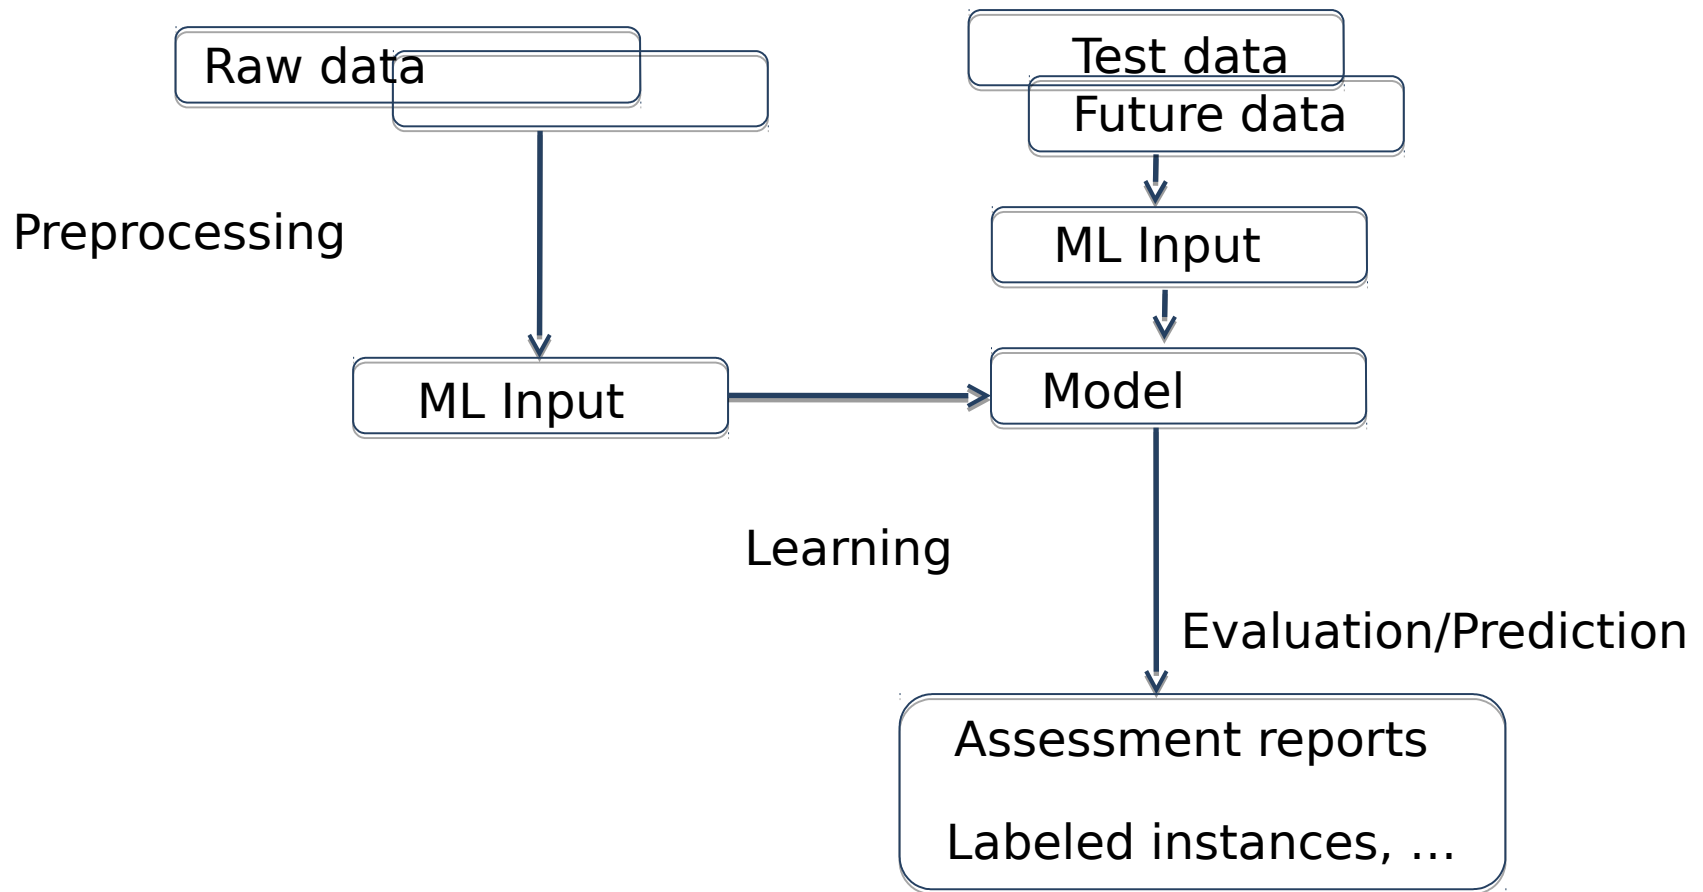 Raw data
Test data
Future data
Preprocessing
ML Input
ML Input
Model
Learning
Evaluation/Prediction
Assessment reports
Labeled instances, ...